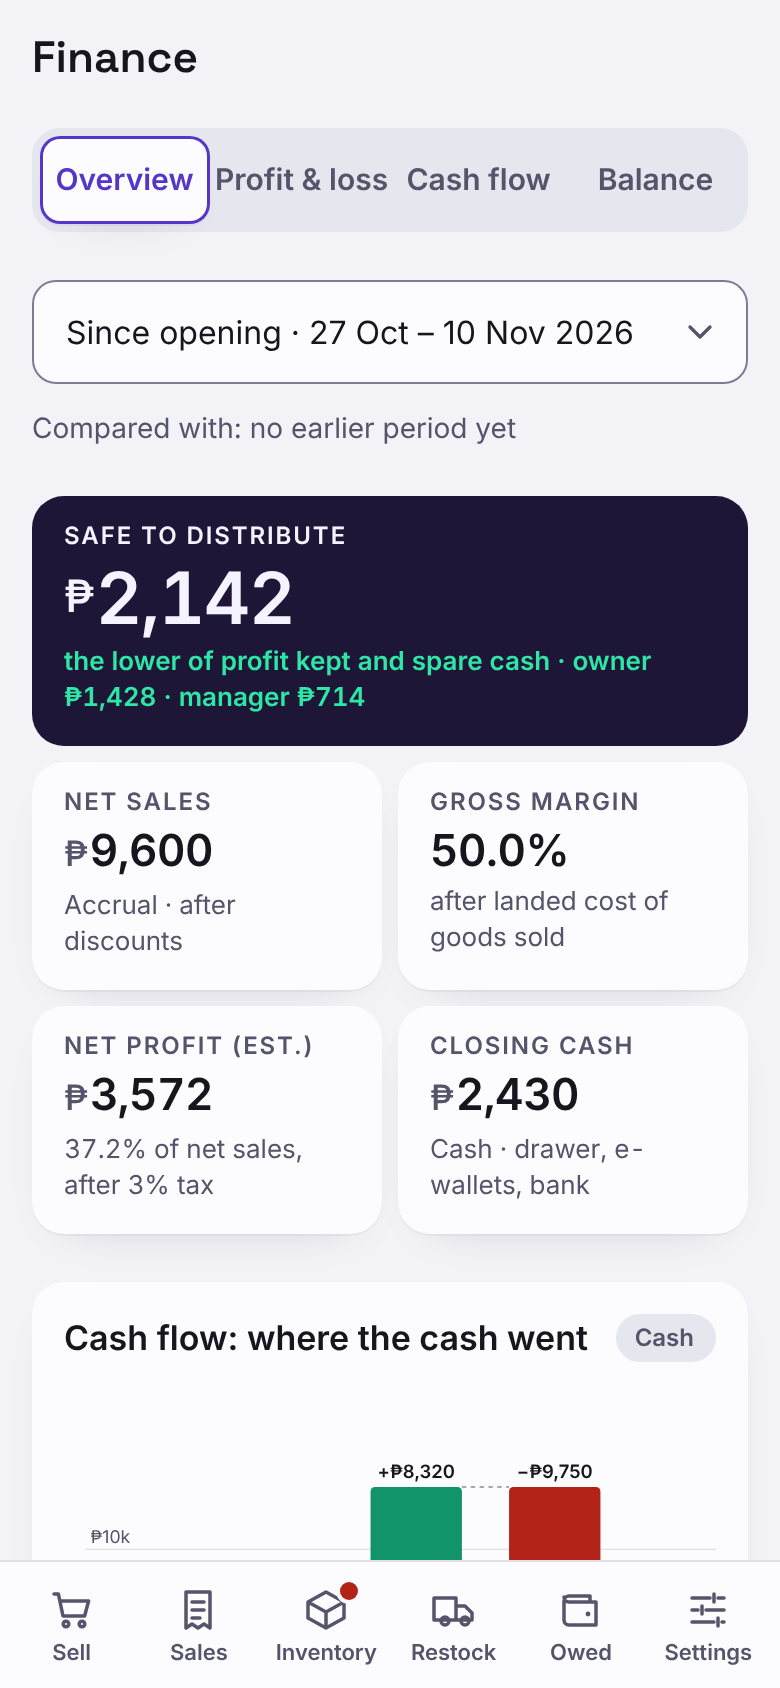 Finance
Overview Profit & loss Cash flow Balance
Since opening · 27 Oct – 10 Nov 2026
Compared with: no earlier period yet
SAFE TO DISTRIBUTE
₱2,142
the lower of profit kept and spare cash · owner
₱1,428 · manager ₱714
NET SALES
₱9,600
Accrual · after
discounts
GROSS MARGIN
50.0%
after landed cost of
goods sold
NET PROFIT (EST.)
₱3,572
37.2% of net sales,
after 3% tax
CLOSING CASH
₱2,430
Cash · drawer, e-
wallets, bank
Cash flow: where the cash went
Cash
+₱8,320 −₱9,750
₱10k
Sell Sales Inventory Restock Owed Settings